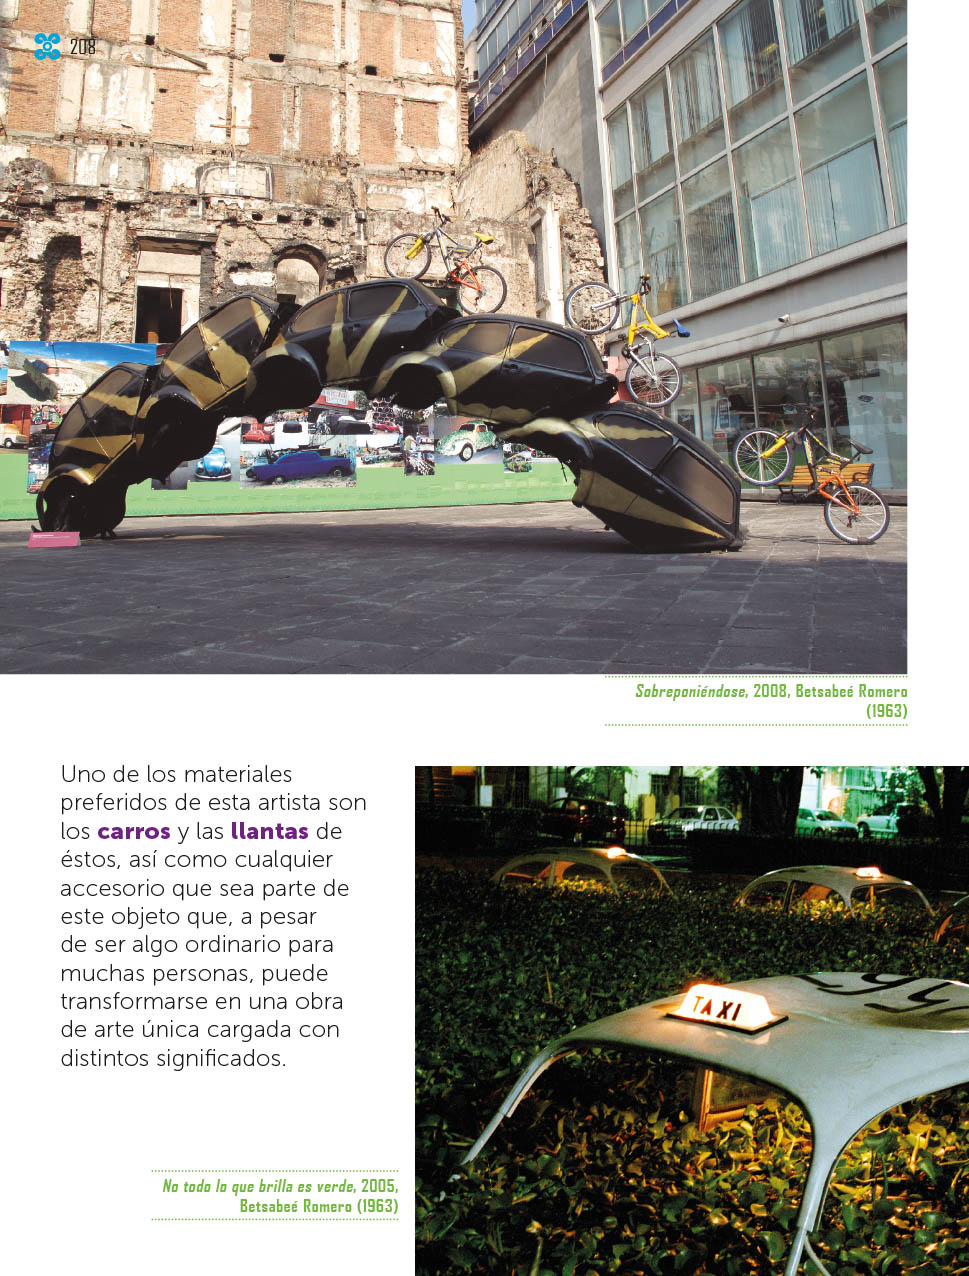 208
Sobreponiéndose, 2008, Betsabeé Romero
(1963)
Uno de los materiales
preferidos de esta artista son
los carros y las llantas de
éstos, así como cualquier
accesorio que sea parte de
este objeto que, a pesar
de ser algo ordinario para
muchas personas, puede
transformarse en una obra
de arte única cargada con
distintos significados.
TAXI
No todo lo que brilla es verde, 2005,
Betsabeé Romero (1963)